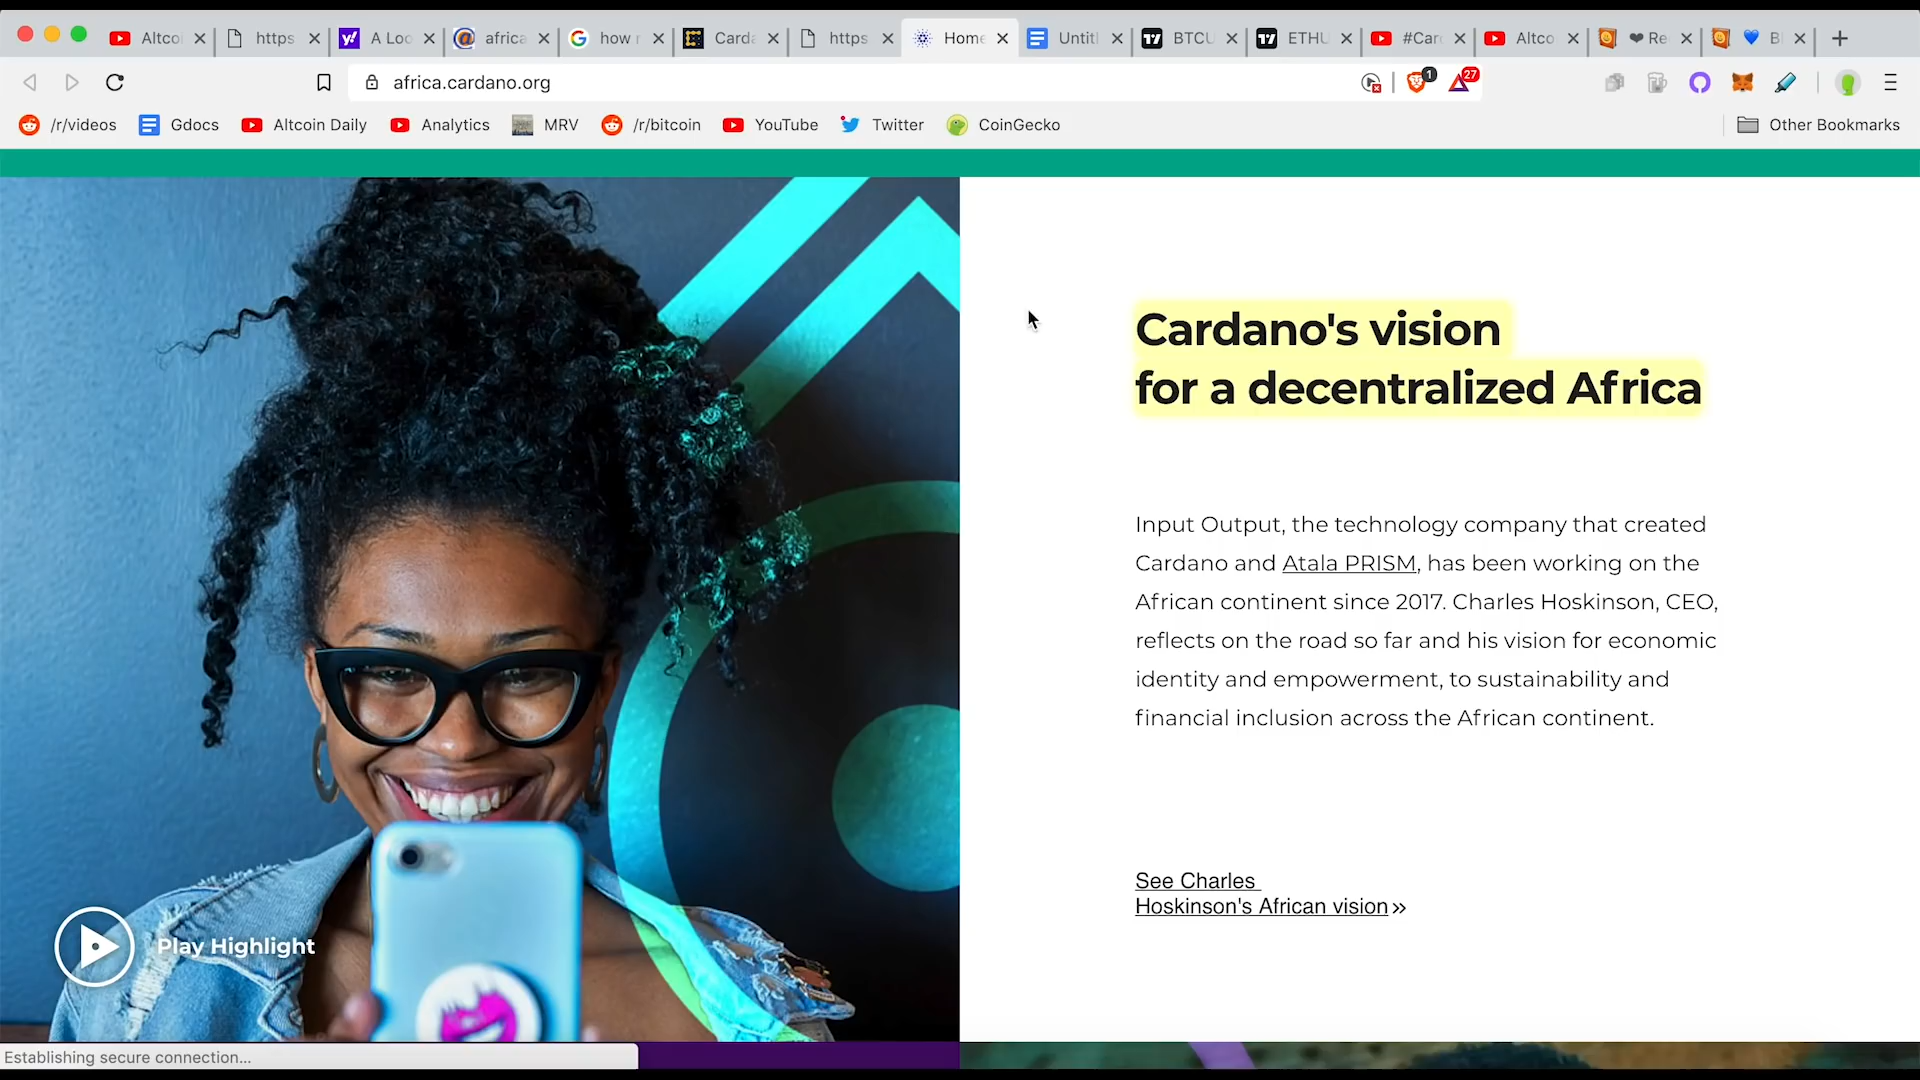 Altco
https
A Loo
africa
how r
Carda
https
Home
Untitl
BTCU
ETHU
#Card
Altco
❤ Re
💙 Bl
africa.cardano.org
1
27
/r/videos
Gdocs
Altcoin Daily
Analytics
MRV
/r/bitcoin
YouTube
Twitter
CoinGecko
Other Bookmarks
Cardano's vision
for a decentralized Africa
Input Output, the technology company that created
Cardano and Atala PRISM, has been working on the
African continent since 2017. Charles Hoskinson, CEO,
reflects on the road so far and his vision for economic
identity and empowerment, to sustainability and
financial inclusion across the African continent.
See Charles
Hoskinson's African vision »
Play Highlight
Establishing secure connection...